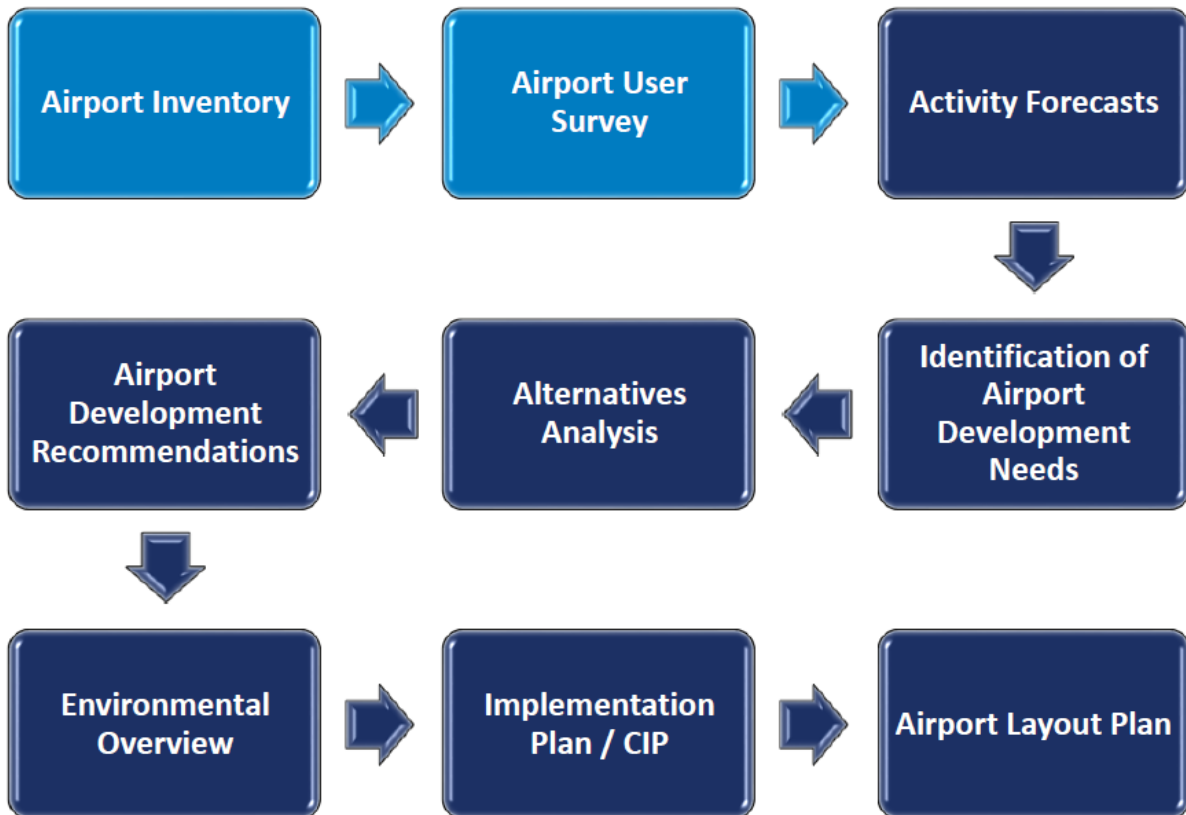 Airport Inventory
Airport User
Survey
Activity Forecasts
Identification of
Airport
Development
Needs
Alternatives
Analysis
Airport
Development
Recommendations
Environmental
Overview
Implementation
Plan / CIP
Airport Layout Plan